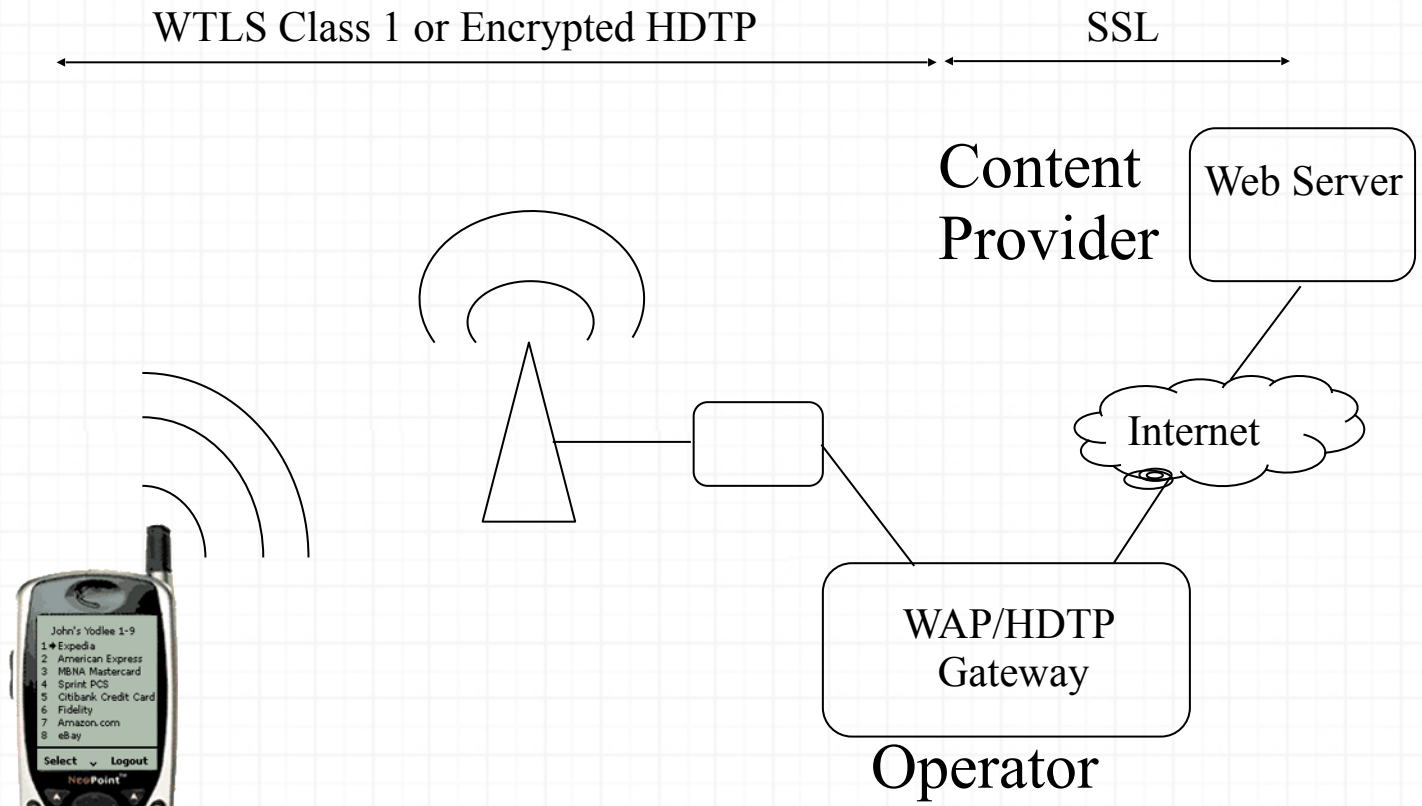 WTLS Class 1 or Encrypted HDTP
SSL
Content
Provider
Web Server
Internet
WAP/HDTP
Gateway
Operator
John's Yodlee 1-9
1 Expedia
2 American Express
3 MBNA Mastercard
4 Sprint PCS
5 Citibank Credit Card
6 Fidelity
7 Amazon.com
8 eBay
Select Logout
NeoPoint™